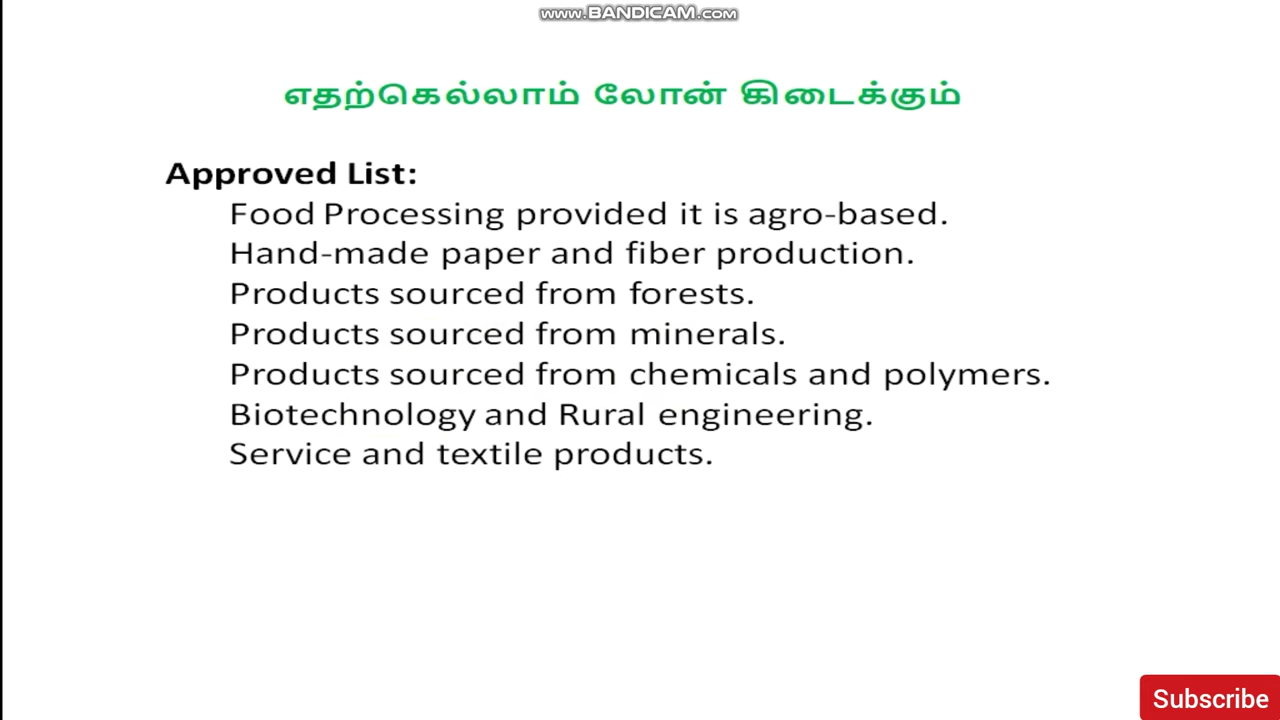 www.BANDICAM.com
எதற்கெல்லாம் லோன் கிடைக்கும்
Approved List:
Food Processing provided it is agro-based.
Hand-made paper and fiber production.
Products sourced from forests.
Products sourced from minerals.
Products sourced from chemicals and polymers.
Biotechnology and Rural engineering.
Service and textile products.
Subscribe